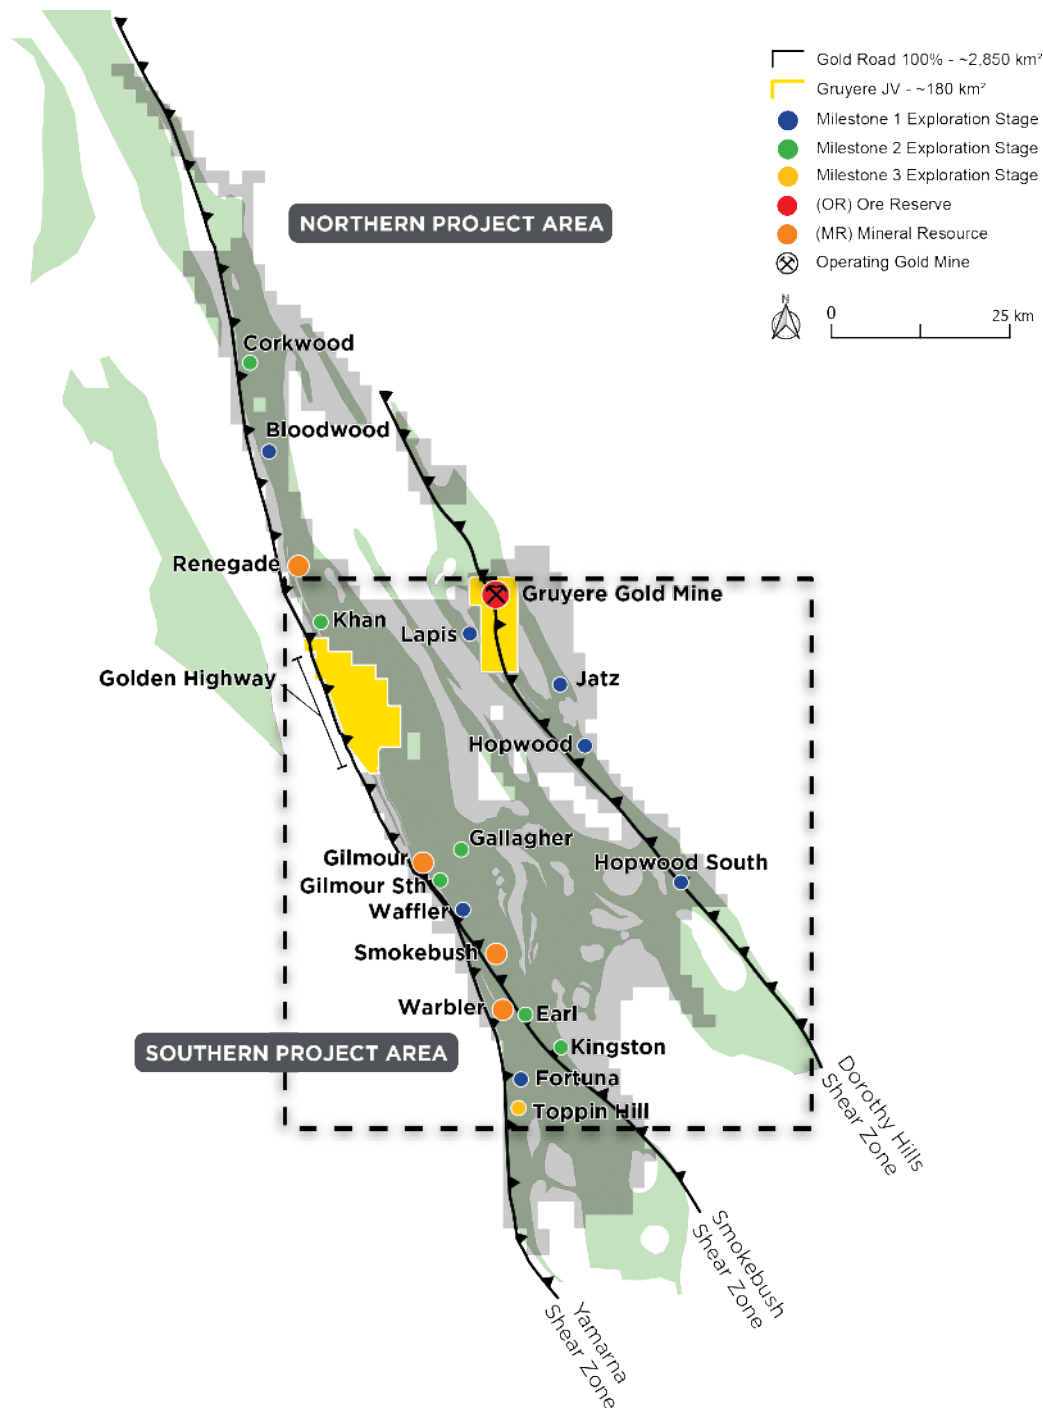 Gold Road 100% - ~2,850 km²
Gruyere JV - ~180 km²
Milestone 1 Exploration Stage
Milestone 2 Exploration Stage
Milestone 3 Exploration Stage
(OR) Ore Reserve
(MR) Mineral Resource
Operating Gold Mine
N
0
25 km
NORTHERN PROJECT AREA
Corkwood
Bloodwood
Renegade
Gruyere Gold Mine
Khan
Lapis
Golden Highway
Jatz
Hopwood
Gallagher
Gilmour
Hopwood South
Gilmour Sth
Waffler
Smokebush
Warbler
Earl
SOUTHERN PROJECT AREA
Kingston
Fortuna
Toppin Hill
Dorothy Hills
Shear Zone
Smokebush
Shear Zone
Yamarna
Shear Zone